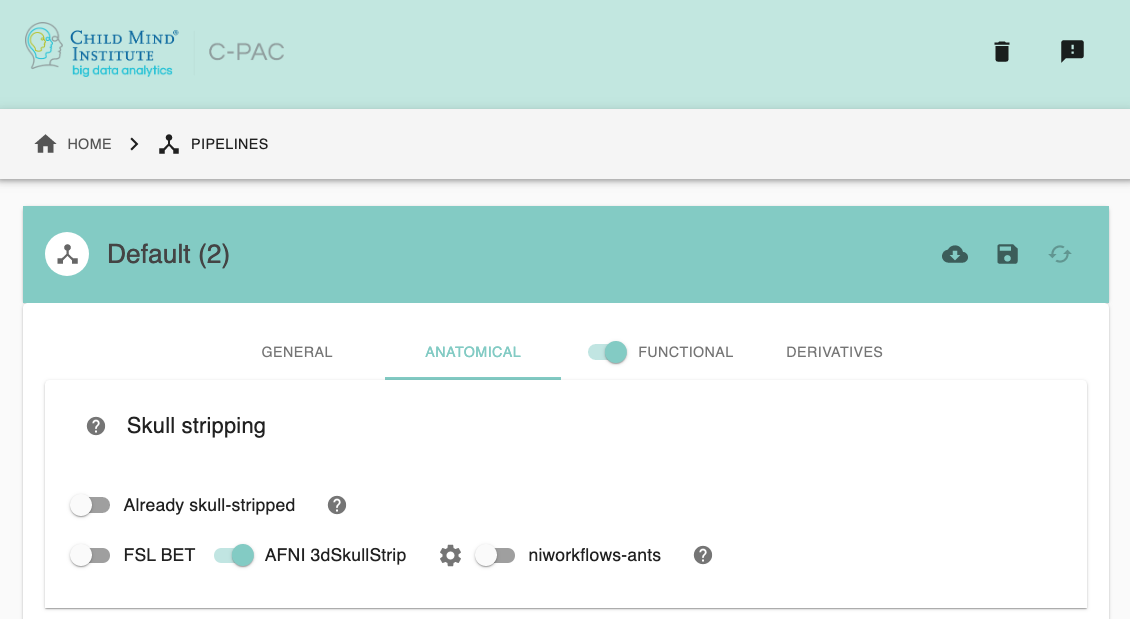 CHILD MIND®
INSTITUTE
big data analytics
C-PAC
HOME PIPELINES
Default (2)
GENERAL ANATOMICAL FUNCTIONAL DERIVATIVES
Skull stripping
Already skull-stripped
FSL BET AFNI 3dSkullStrip niworkflows-ants